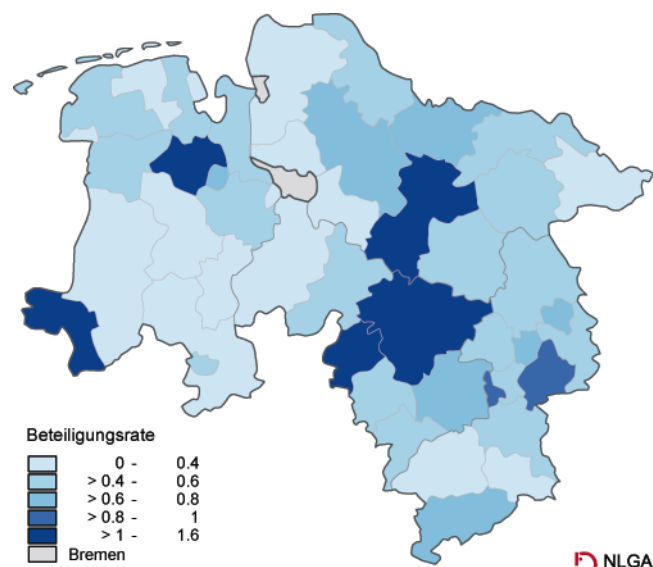 Beteiligungsrate
0 - 0.4
> 0.4 - 0.6
> 0.6 - 0.8
> 0.8 - 1
> 1 - 1.6
Bremen
NLGA